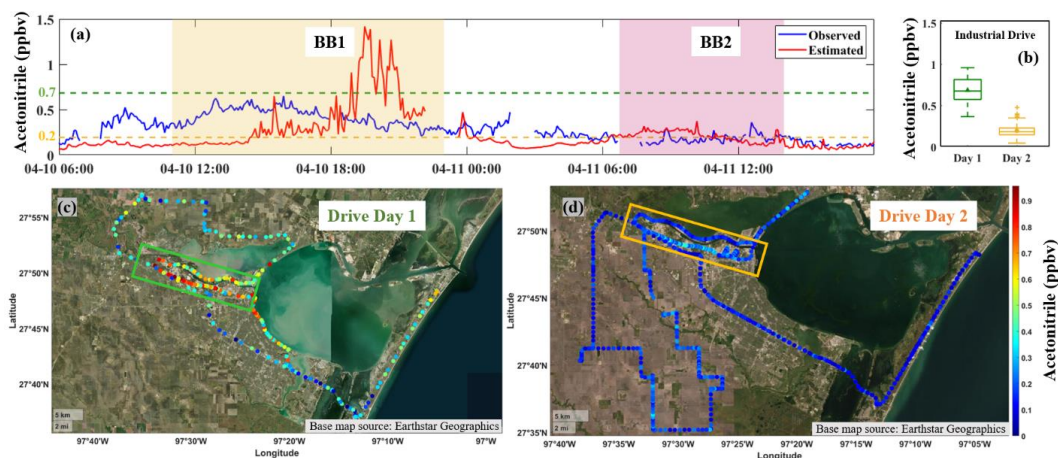 (a)
BB1
BB2
Observed
Estimated
Acetonitrile (ppbv)
1.5
1
0.7
0.5
0.2
0
04-10 06:00
04-10 12:00
04-10 18:00
04-11 00:00
04-11 06:00
04-11 12:00
Industrial Drive
(b)
Acetonitrile (ppbv)
1.5
1
0.5
0
Day 1
Day 2
(c)
Drive Day 1
27°55'N
27°50'N
27°45'N
27°40'N
Latitude
5 km
2 mi
Base map source: Earthstar Geographics
97°40'W
97°30'W
97°20'W
97°10'W
97°W
Longitude
(d)
Drive Day 2
27°50'N
27°45'N
27°40'N
27°35'N
Latitude
5 km
2 mi
Base map source: Earthstar Geographics
97°40'W
97°35'W
97°30'W
97°25'W
97°20'W
97°15'W
97°10'W
97°05'W
Longitude
0.9
0.8
0.7
0.6
0.5
0.4
0.3
0.2
0.1
0
Acetonitrile (ppbv)